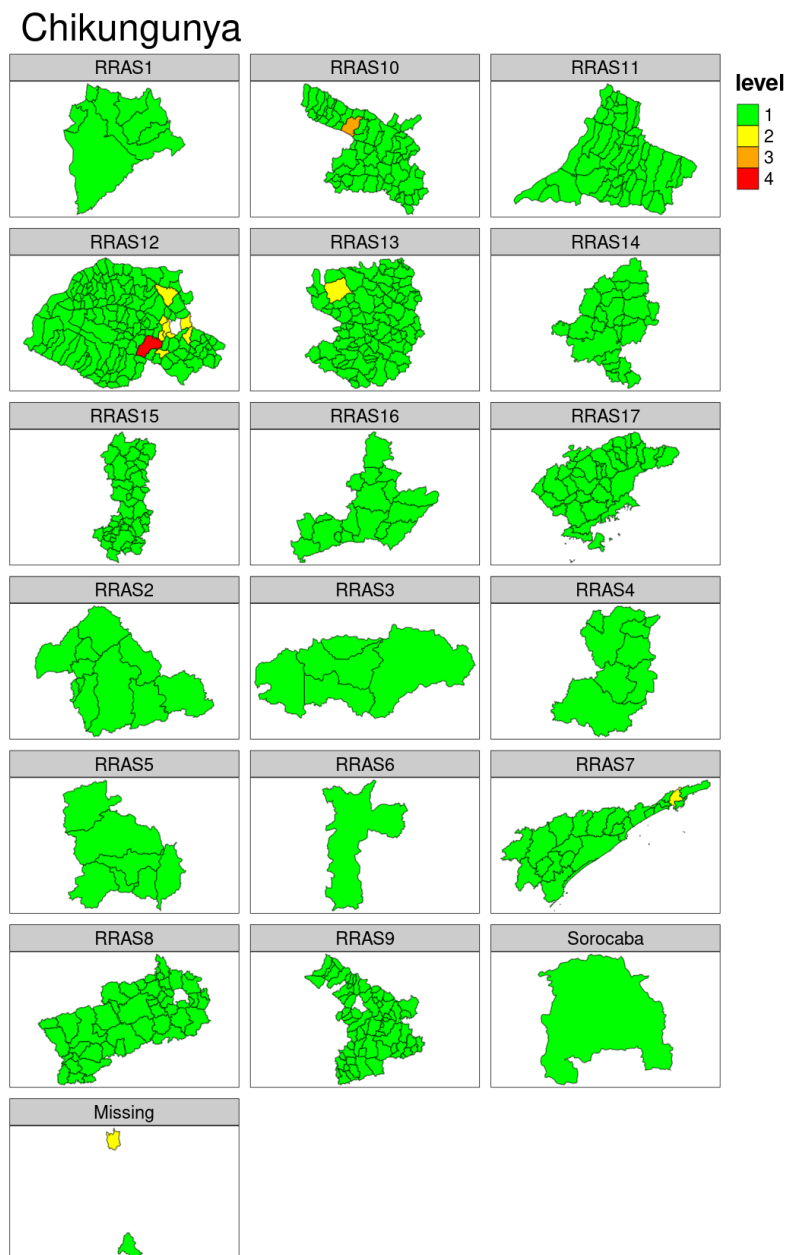 Chikungunya
RRAS1
RRAS10
RRAS11
level
1
2
3
4
RRAS12
RRAS13
RRAS14
RRAS15
RRAS16
RRAS17
RRAS2
RRAS3
RRAS4
RRAS5
RRAS6
RRAS7
RRAS8
RRAS9
Sorocaba
Missing